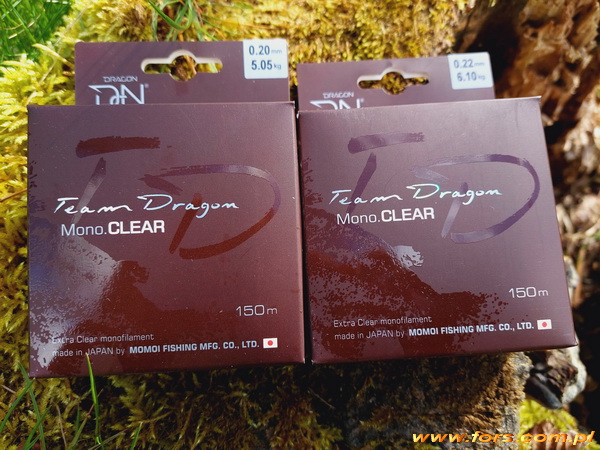 DRAGON
0.20 mm
5.05 kg
Team Dragon
Mono.CLEAR
150m
Extra Clear monofilament
made in JAPAN by MOMOI FISHING MFG. CO., LTD.
DRAGON
0.22 mm
6.10 kg
Team Dragon
Mono.CLEAR
150m
Extra Clear monofilament
made in JAPAN by MOMOI FISHING MFG. CO., LTD.
www.fors.com.pl